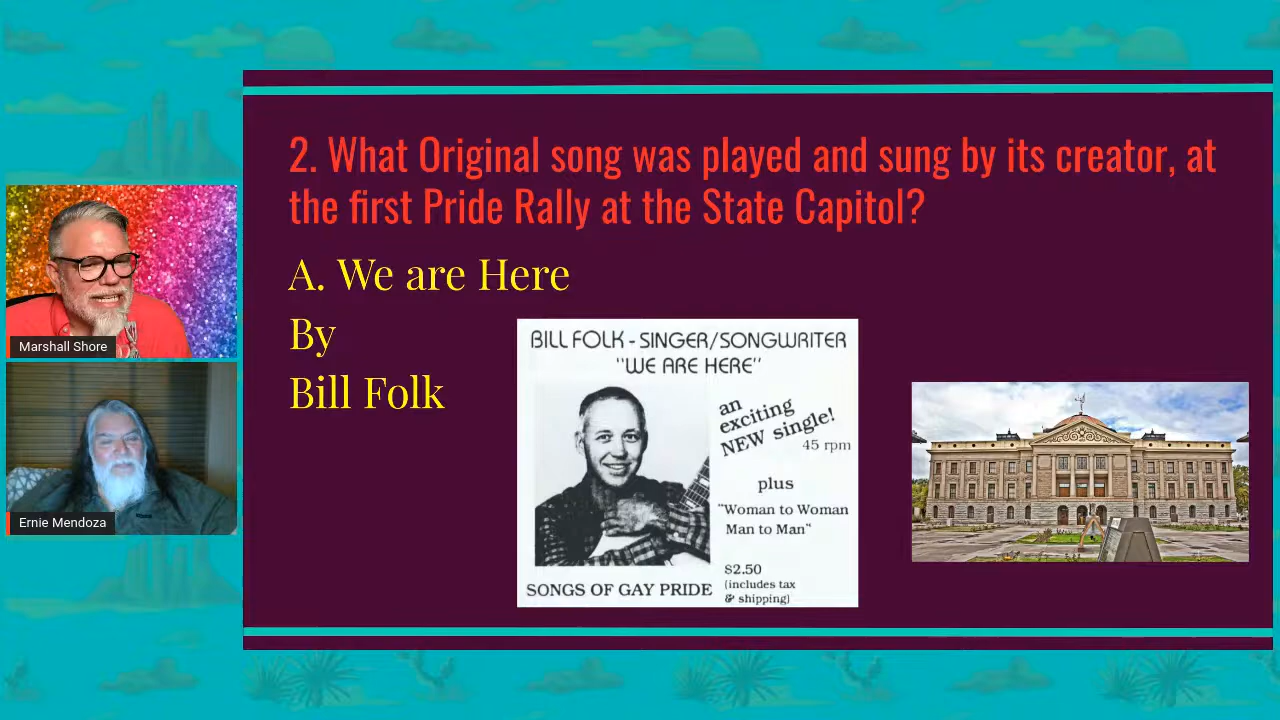 2. What Original song was played and sung by its creator, at
the first Pride Rally at the State Capitol?
A. We are Here
By
Bill Folk
BILL FOLK - SINGER/SONGWRITER
"WE ARE HERE"
an
exciting
NEW single!
45 rpm
plus
"Woman to Woman
Man to Man"
$2.50
(includes tax
& shipping)
SONGS OF GAY PRIDE
Marshall Shore
Ernie Mendoza